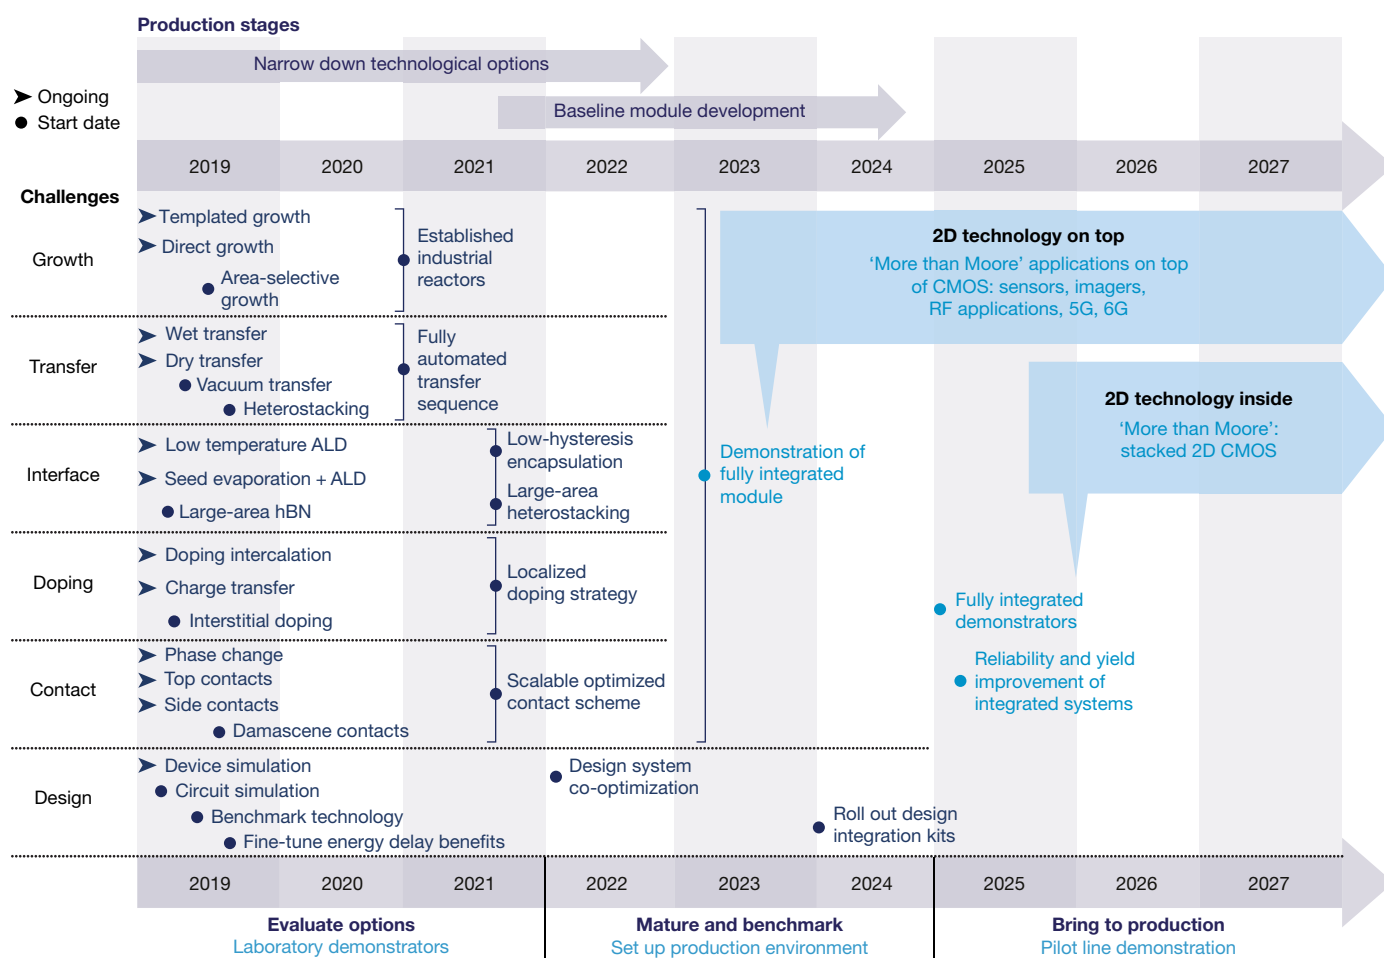 Production stages
Narrow down technological options
Baseline module development
Ongoing
Start date
2019 2020 2021 2022 2023 2024 2025 2026 2027
Challenges
Growth
Templated growth
Direct growth
Area-selective
growth
Established
industrial
reactors
Transfer
Wet transfer
Dry transfer
Vacuum transfer
Heterostacking
Fully
automated
transfer
sequence
Interface
Low temperature ALD
Seed evaporation + ALD
Large-area hBN
Low-hysteresis
encapsulation
Large-area
heterostacking
Doping
Doping intercalation
Charge transfer
Interstitial doping
Localized
doping strategy
Contact
Phase change
Top contacts
Side contacts
Damascene contacts
Scalable optimized
contact scheme
Design
Device simulation
Circuit simulation
Benchmark technology
Fine-tune energy delay benefits
Design system
co-optimization
Roll out design
integration kits
2D technology on top
‘More than Moore’ applications on top
of CMOS: sensors, imagers,
RF applications, 5G, 6G
Demonstration of
fully integrated
module
2D technology inside
‘More than Moore’:
stacked 2D CMOS
Fully integrated
demonstrators
Reliability and yield
improvement of
integrated systems
2019 2020 2021 2022 2023 2024 2025 2026 2027
Evaluate options
Laboratory demonstrators
Mature and benchmark
Set up production environment
Bring to production
Pilot line demonstration